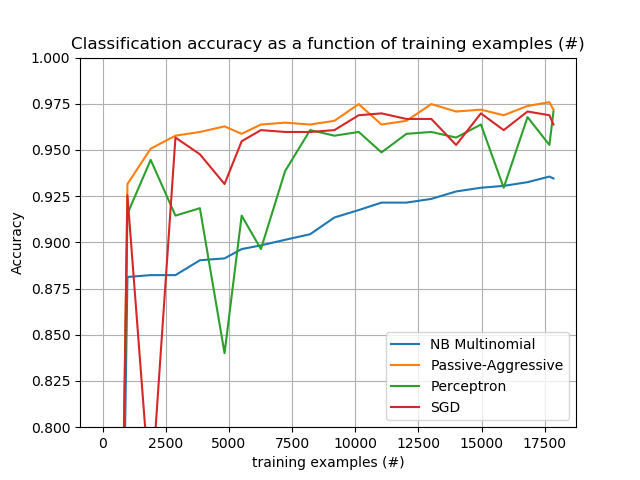 Classification accuracy as a function of training examples (#)
1.000
0.975
0.950
0.925
0.900
0.875
0.850
0.825
0.800
Accuracy
0 2500 5000 7500 10000 12500 15000 17500
training examples (#)
NB Multinomial
Passive-Aggressive
Perceptron
SGD